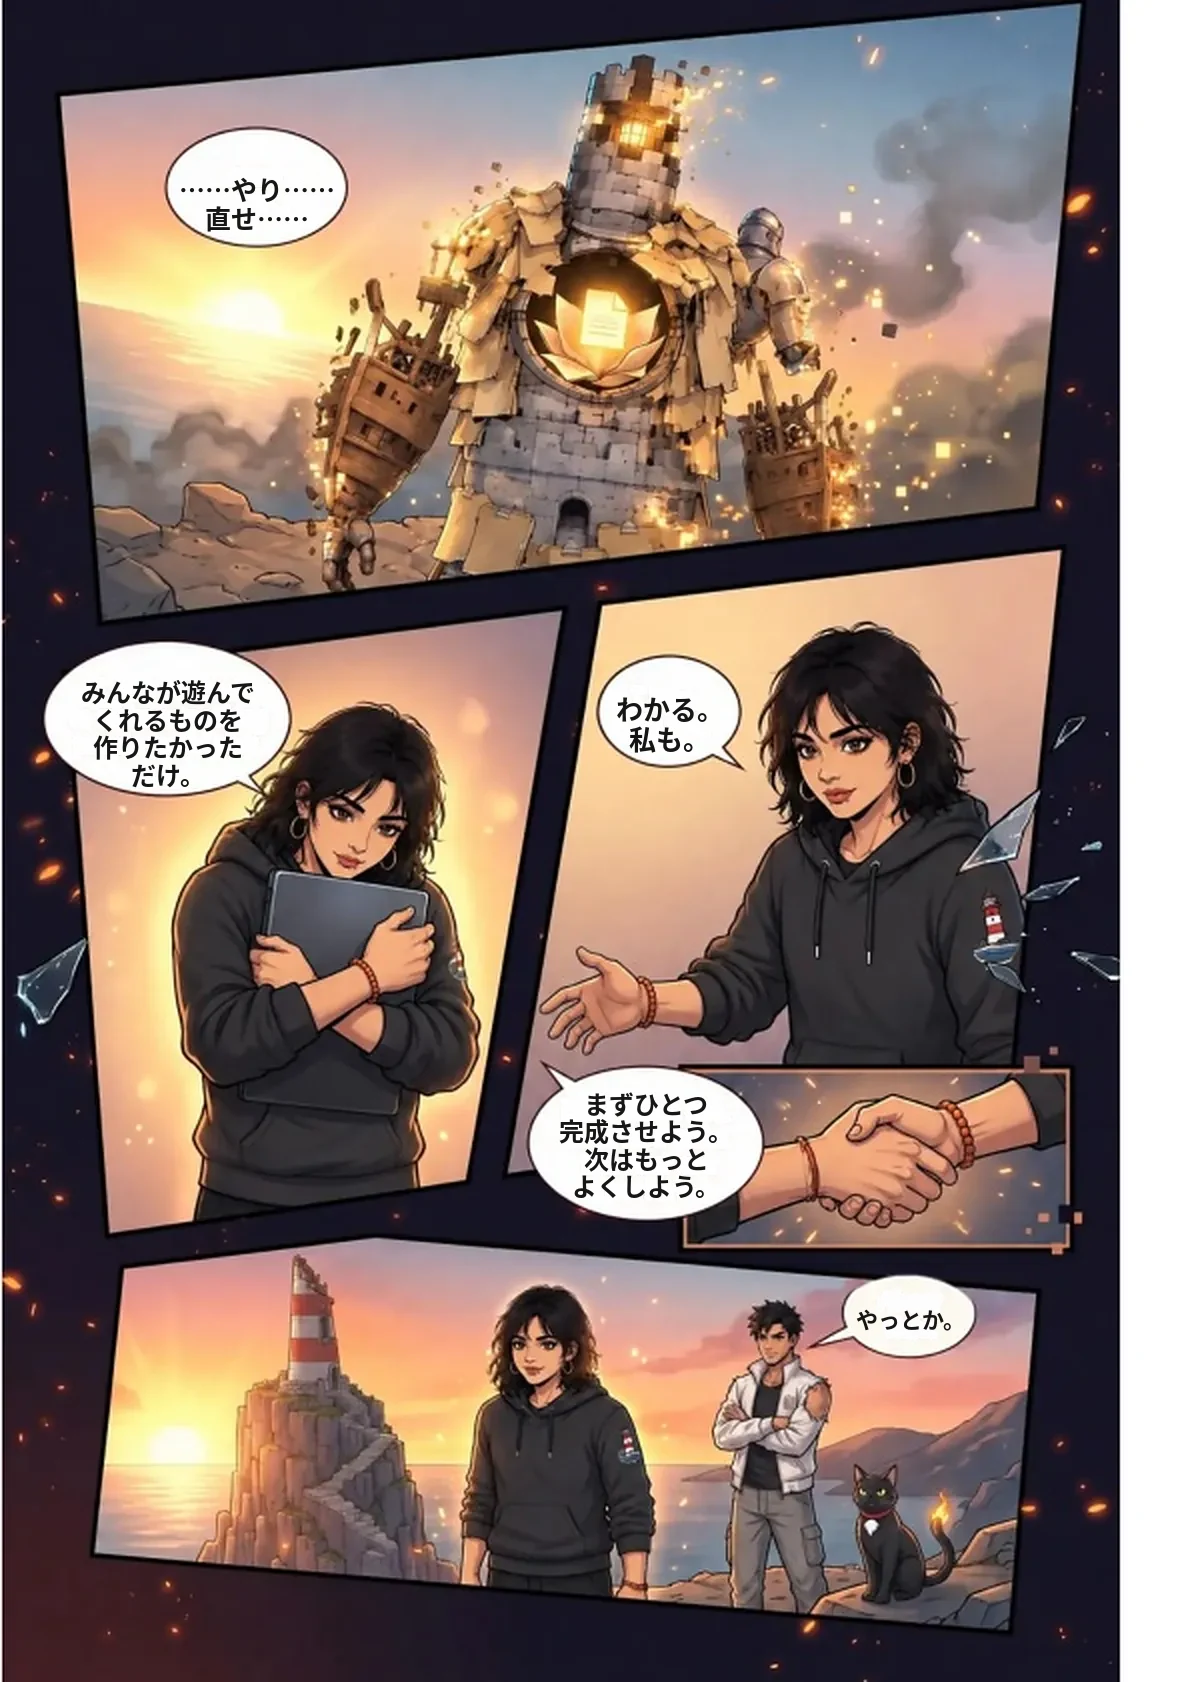 ……やり……
直せ……
みんなが遊んで
くれるものを
作りたかった
だけ。
わかる。
私も。
まずひとつ
完成させよう。
次はもっと
よくしよう。
やっとか。